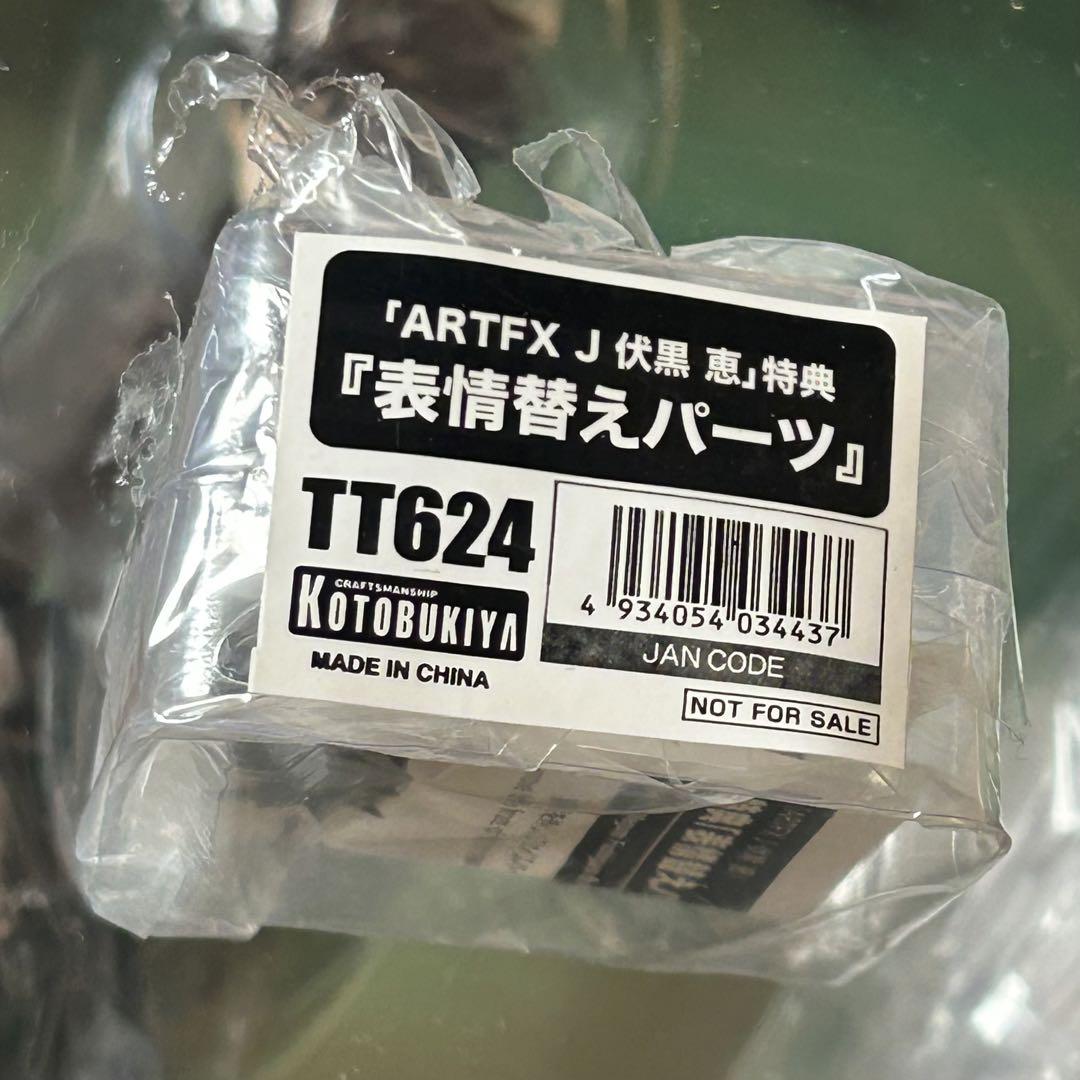 「ARTFX J 伏黒 恵」特典
『表情替えパーツ』
TT624
CRAFTSMANSHIP
KOTOBUKIYA
MADE IN CHINA
4 934054 034437
JAN CODE
NOT FOR SALE